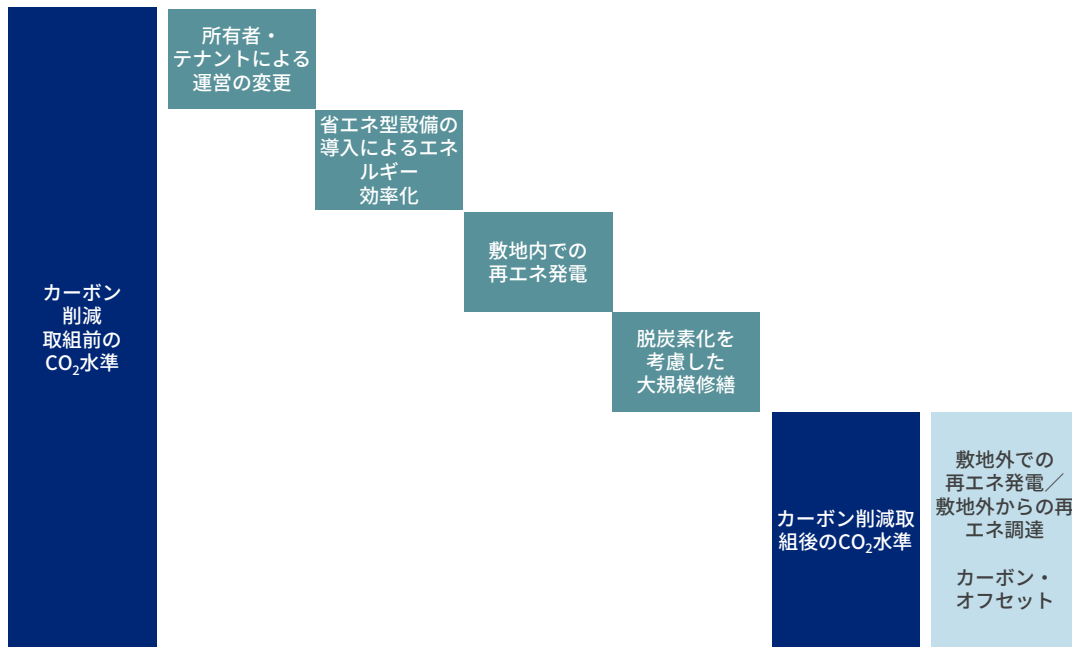 カーボン
削減
取組前の
CO₂水準
所有者・
テナントによる
運営の変更
省エネ型設備の
導入によるエネ
ルギー
効率化
敷地内での
再エネ発電
脱炭素化を
考慮した
大規模修繕
カーボン削減取
組後のCO₂水準
敷地外での
再エネ発電／
敷地外からの再
エネ調達
カーボン・
オフセット